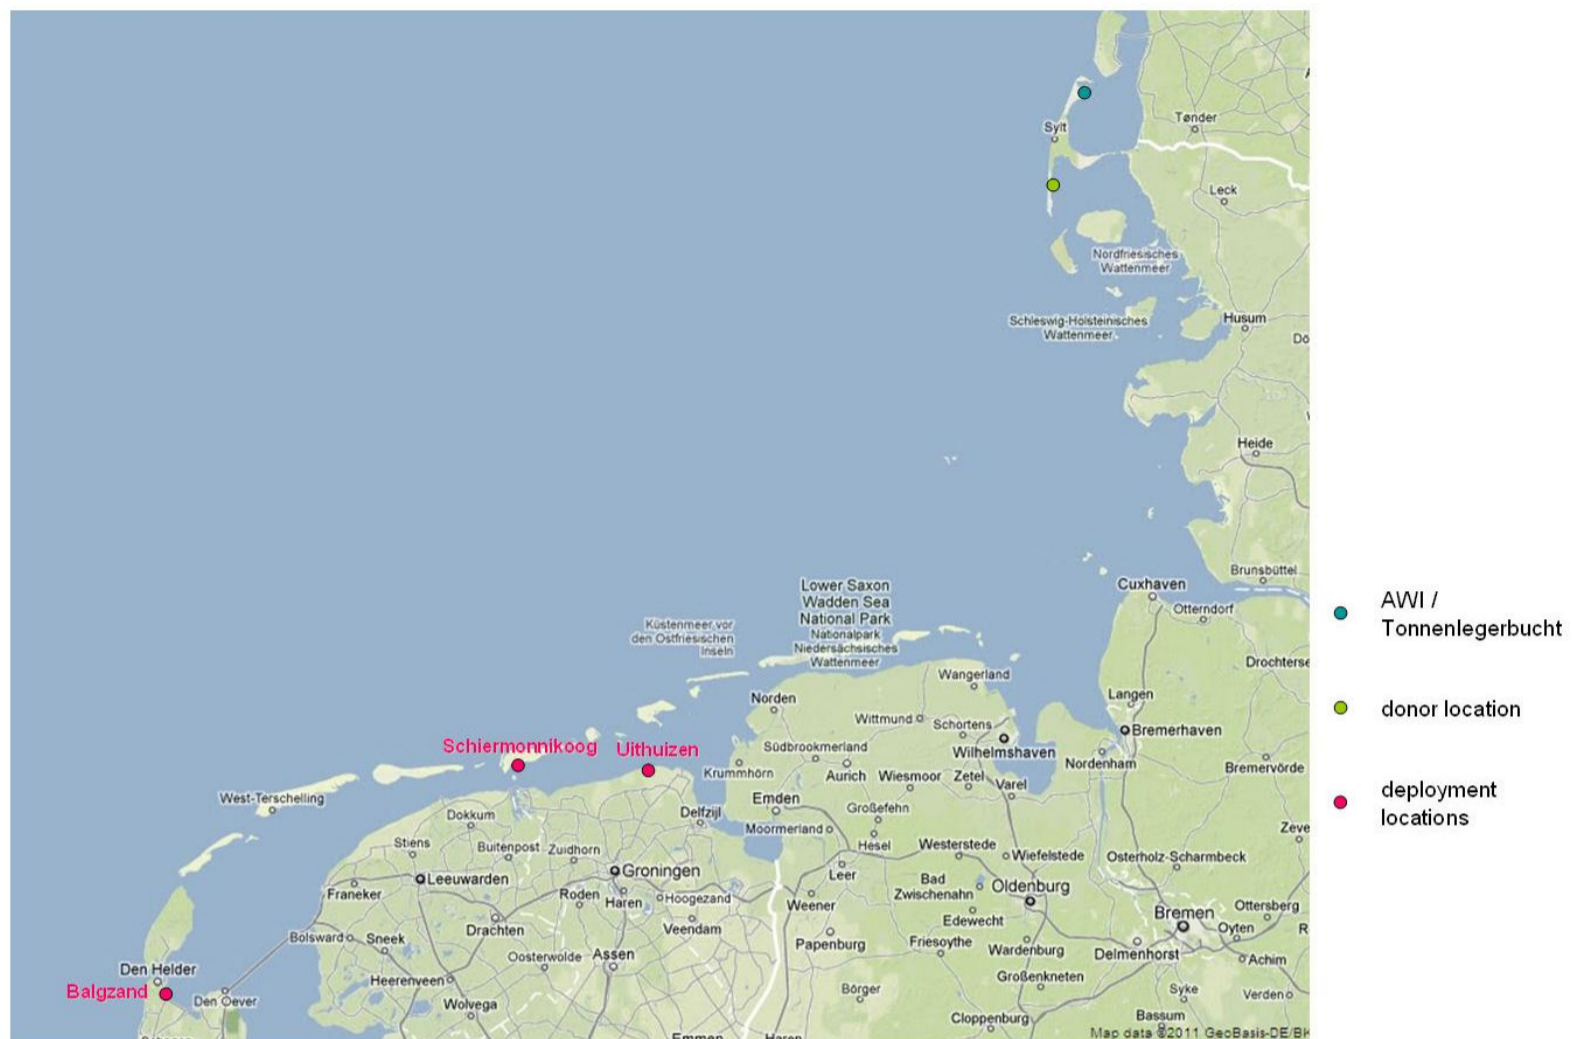 Sylt
Tønder
Leck
Nordfriesisches
Wattenmeer
Schleswig-Holsteinisches
Wattenmeer
Husum
Heide
Brunsbüttel
Cuxhaven
Otterndorf
Lower Saxon
Wadden Sea
National Park
Nationalpark
Niedersächsisches
Wattenmeer
Küstenmeer vor
den Ostfriesischen
Inseln
AWI /
Tonnenlegerbucht
donor location
deployment
locations
Drochterse
Wangerland
Langen
Norden
Wittmund
Schortens
Bremerhaven
Schiermonnikoog
Uithuizen
Südbrookmerland
Wilhelmshaven
Nordenham
Krummhörn
Aurich
Wiesmoor
Zetel
Varel
Bremervörde
West-Terschelling
Emden
Großefehn
Dokkum
Delfzijl
Moormerland
Zeve
Stiens
Buitenpost
Zuidhorn
Hesel
Westerstede
Wiefelstede
Osterholz-Scharmbeck
Leeuwarden
Groningen
Leer
Bad
Zwischenahn
Oldenburg
Franeker
Roden
Haren
Hoogezand
Weener
Edewecht
Bremen
Ottersberg
Oyten
Drachten
Veendam
Bolsward
Sneek
Papenburg
Friesoythe
Wardenburg
Delmenhorst
Achim
Oosterwolde
Assen
Den Helder
Heerenveen
Großenkneten
Balgzand
Den Oever
Wolvega
Börger
Syke
Verden
Cloppenburg
Bassum
Emmen
Haren
Map data ©2011 GeoBasis-DE/BK